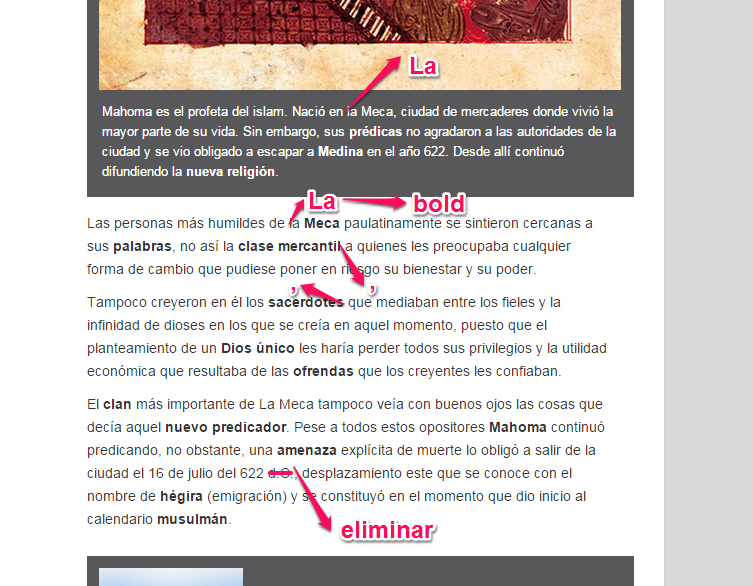 La
Mahoma es el profeta del islam. Nació en la Meca, ciudad de mercaderes donde vivió la
mayor parte de su vida. Sin embargo, sus prédicas no agradaron a las autoridades de la
ciudad y se vio obligado a escapar a Medina en el año 622. Desde allí continuó
difundiendo la nueva religión.
La bold
Las personas más humildes de la Meca paulatinamente se sintieron cercanas a
sus palabras, no así la clase mercantil a quienes les preocupaba cualquier
forma de cambio que pudiese poner en riesgo su bienestar y su poder.
, ,
Tampoco creyeron en él los sacerdotes que mediaban entre los fieles y la
infinidad de dioses en los que se creía en aquel momento, puesto que el
planteamiento de un Dios único les haría perder todos sus privilegios y la utilidad
económica que resultaba de las ofrendas que los creyentes les confiaban.
El clan más importante de La Meca tampoco veía con buenos ojos las cosas que
decía aquel nuevo predicador. Pese a todos estos opositores Mahoma continuó
predicando, no obstante, una amenaza explícita de muerte lo obligó a salir de la
ciudad el 16 de julio del 622 d.C., desplazamiento este que se conoce con el
nombre de hégira (emigración) y se constituyó en el momento que dio inicio al
calendario musulmán.
eliminar